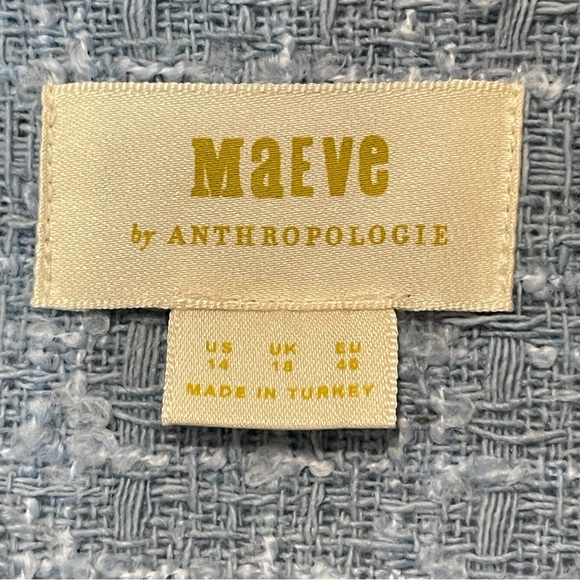 MaEVe
by ANTHROPOLOGIE
US UK EU
14 18 46
MADE IN TURKEY